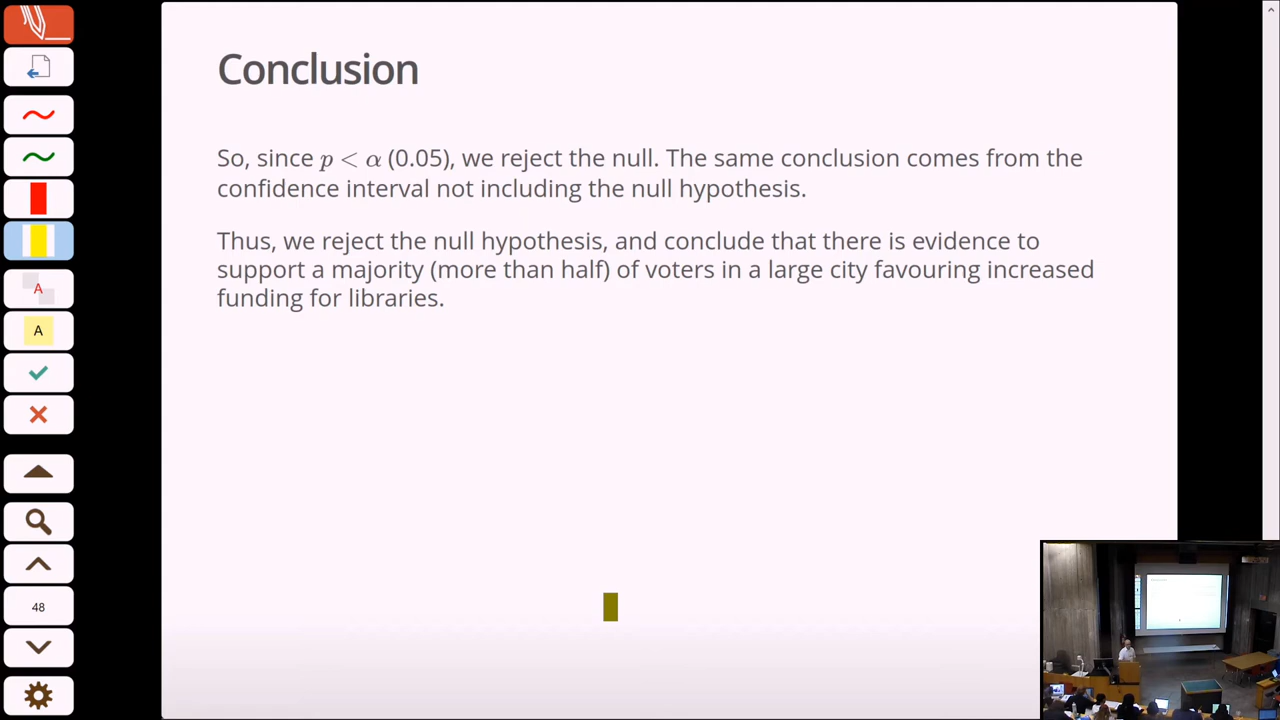 Conclusion
So, since p < α (0.05), we reject the null. The same conclusion comes from the
confidence interval not including the null hypothesis.
Thus, we reject the null hypothesis, and conclude that there is evidence to
support a majority (more than half) of voters in a large city favouring increased
funding for libraries.
A
A
48